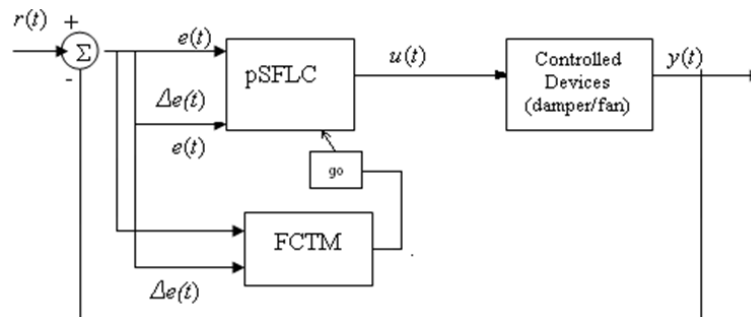 r(t)
+
Σ
-
e(t)
Δe(t)
e(t)
pSFLC
u(t)
Controlled
Devices
(damper/fan)
y(t)
go
FCTM
Δe(t)